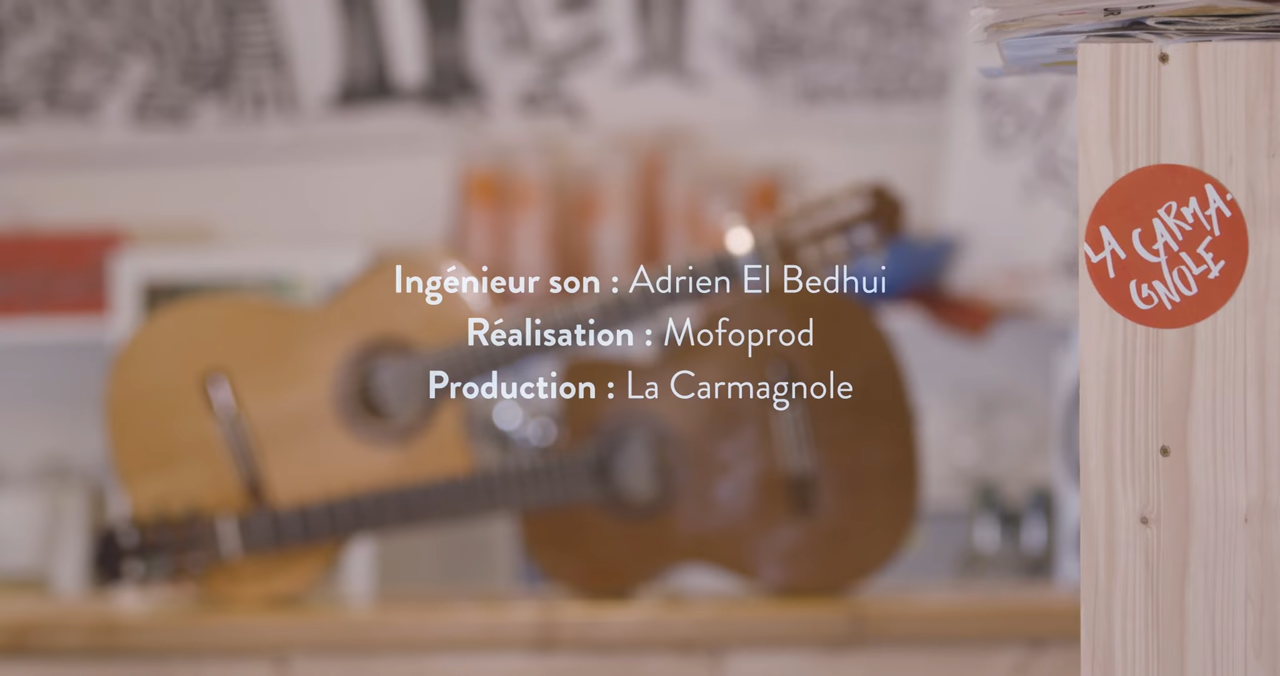 Ingénieur son : Adrien El Bedhui
Réalisation : Mofoprod
Production : La Carmagnole
LA CARMA-
GNOLE